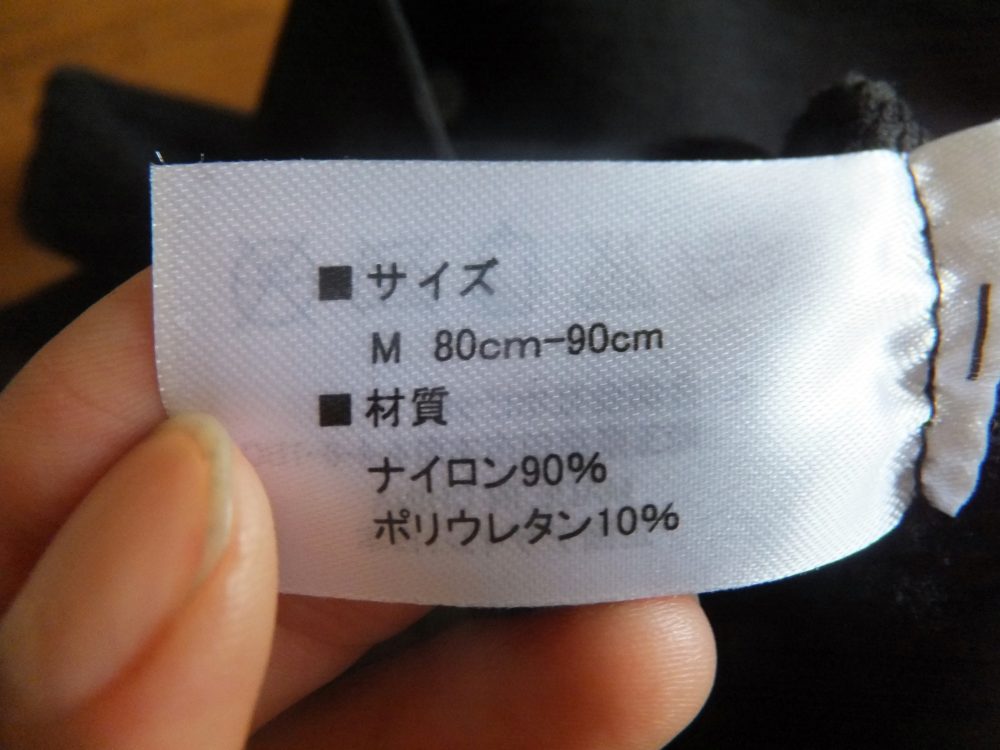 ■サイズ
M 80cm-90cm
■材質
ナイロン90%
ポリウレタン10%